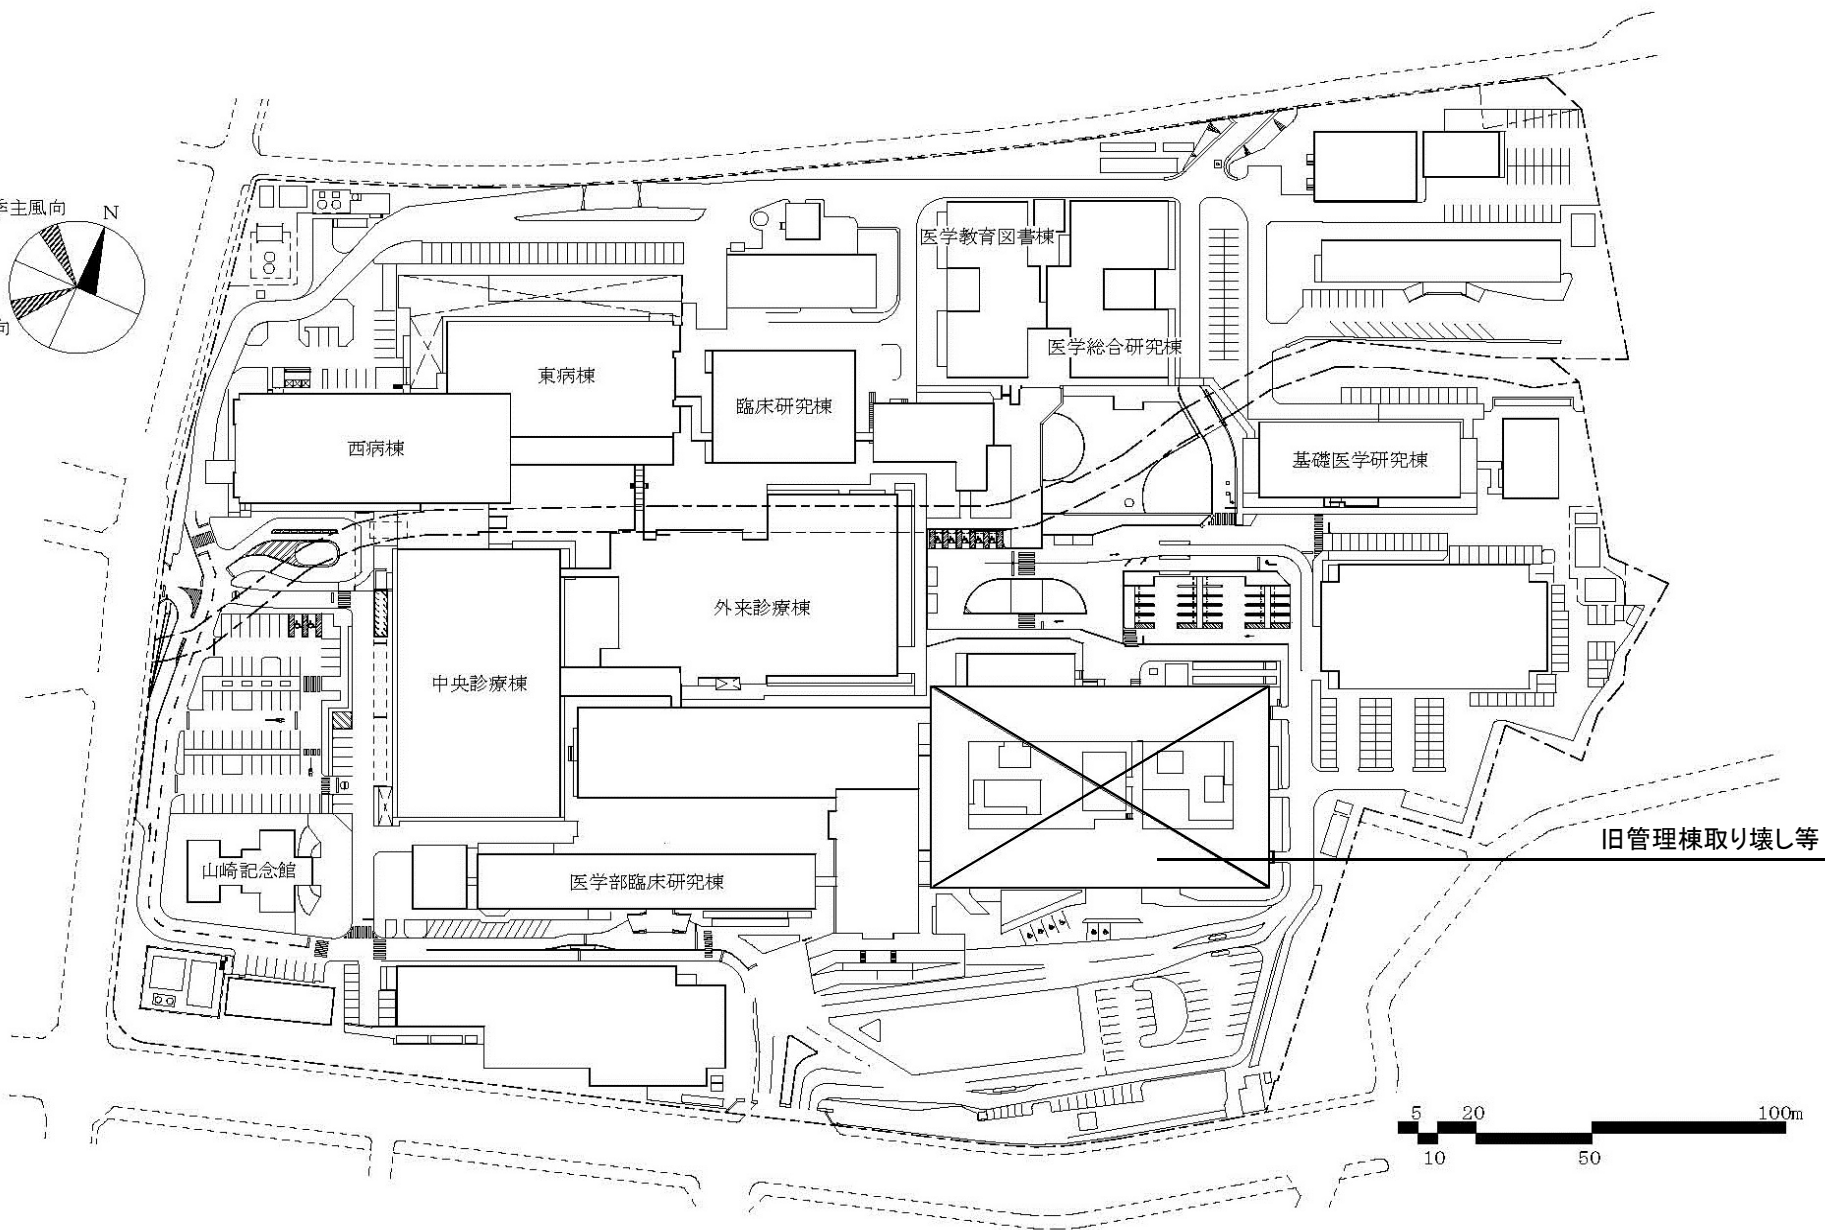 季主風向
N
向
医学教育図書棟
医学総合研究棟
東病棟
臨床研究棟
西病棟
基礎医学研究棟
外来診療棟
中央診療棟
旧管理棟取り壊し等
山崎記念館
医学部臨床研究棟
5 20 100m
10 50